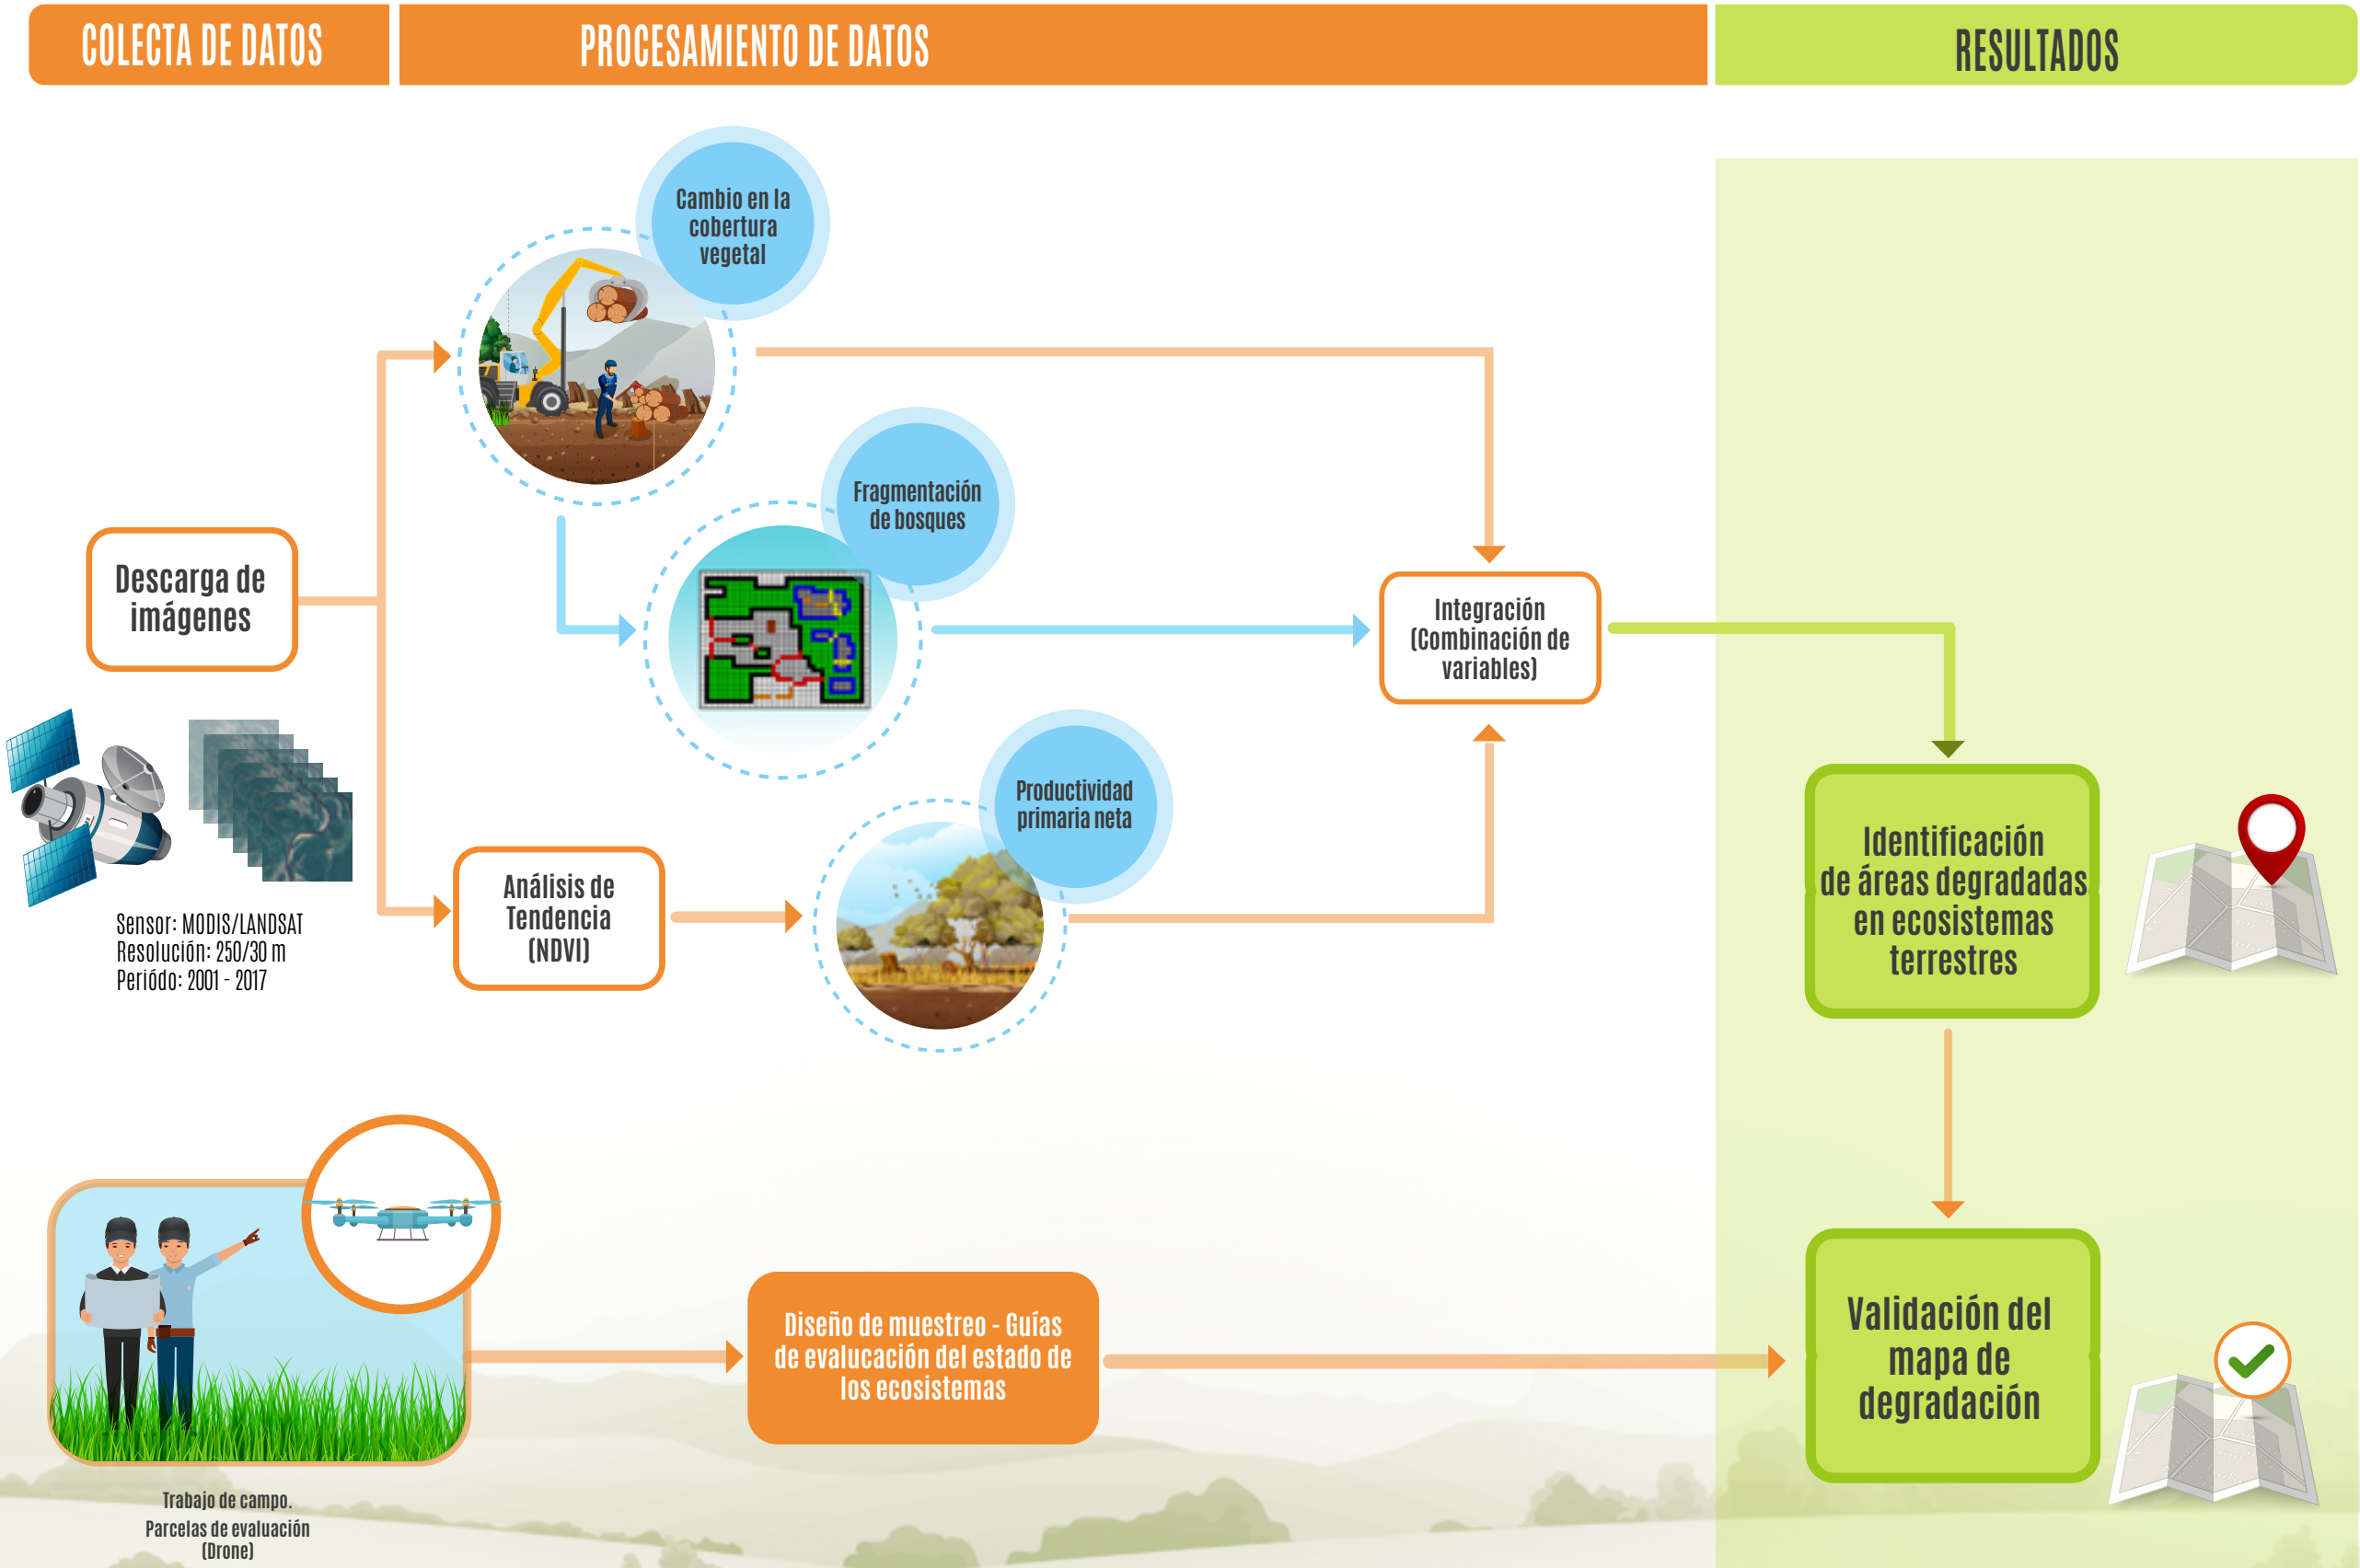 COLECTA DE DATOS
PROCESAMIENTO DE DATOS
RESULTADOS
Cambio en la
cobertura
vegetal
Fragmentación
de bosques
Descarga de
imágenes
Integración
(Combinación de
variables)
Productividad
primaria neta
Sensor: MODIS/LANDSAT
Resolución: 250/30 m
Periódo: 2001 - 2017
Análisis de
Tendencia
(NDVI)
Identificación
de áreas degradadas
en ecosistemas
terrestres
Diseño de muestreo - Guías
de evalucación del estado de
los ecosistemas
Validación del
mapa de
degradación
Trabajo de campo.
Parcelas de evaluación
(Drone)